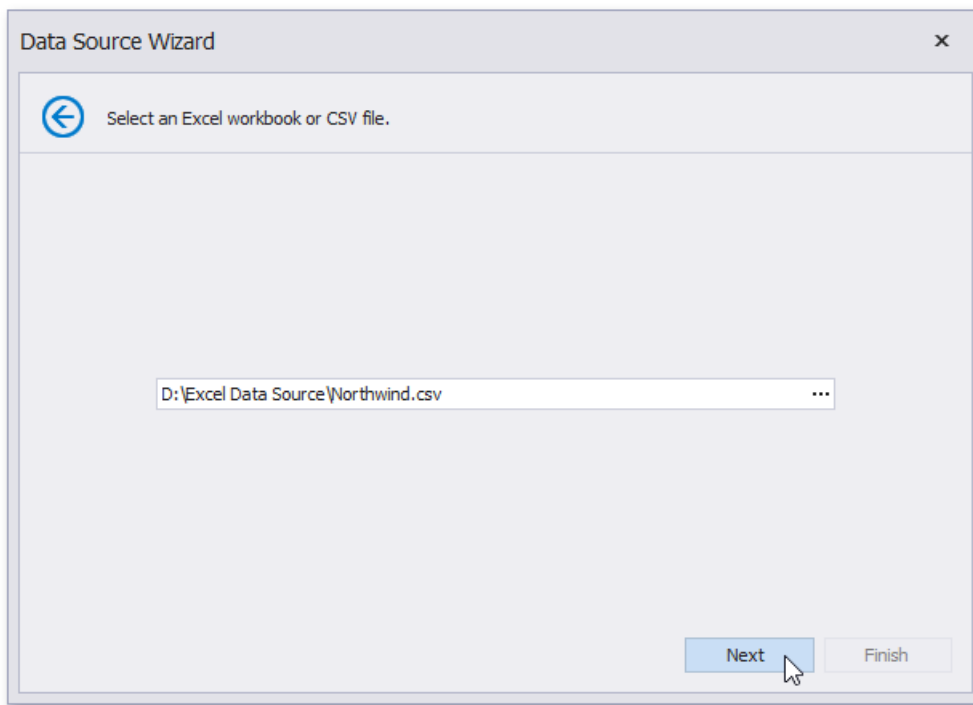 Data Source Wizard
Select an Excel workbook or CSV file.
D:\Excel Data Source\Northwind.csv
...
Next
Finish